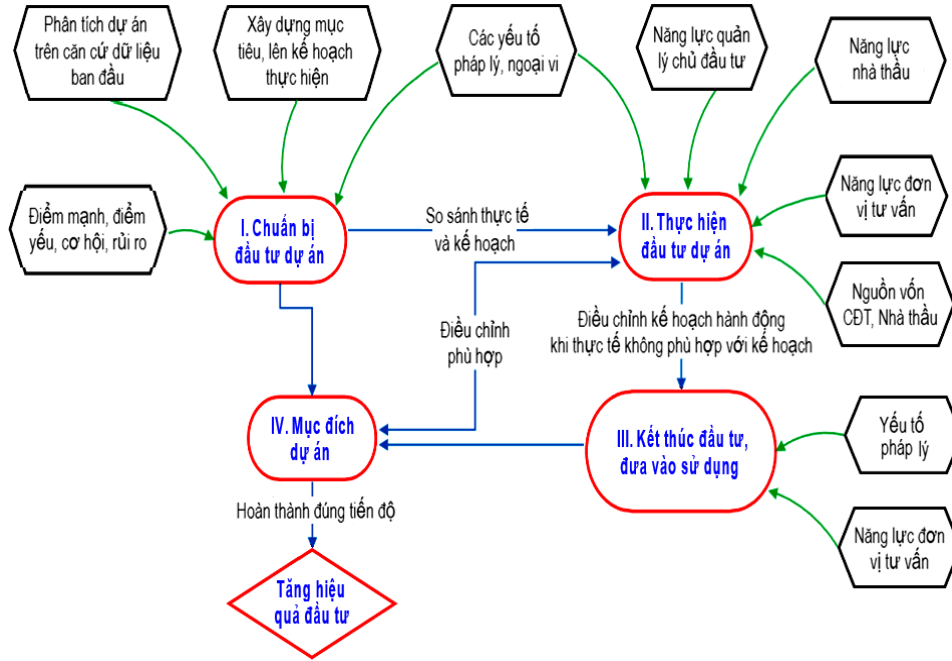 Phân tích dự án
trên căn cứ dữ liệu
ban đầu
Xây dựng mục
tiêu, lên kế hoạch
thực hiện
Các yếu tố
pháp lý, ngoại vi
Năng lực quản
lý chủ đầu tư
Năng lực
nhà thầu
Điểm mạnh, điểm
yếu, cơ hội, rủi ro
I. Chuẩn bị
đầu tư dự án
So sánh thực tế
và kế hoạch
II. Thực hiện
đầu tư dự án
Năng lực đơn
vị tư vấn
Nguồn vốn
CĐT, Nhà thầu
Điều chỉnh
phù hợp
Điều chỉnh kế hoạch hành động
khi thực tế không phù hợp với kế hoạch
IV. Mục đích
dự án
III. Kết thúc đầu tư,
đưa vào sử dụng
Yếu tố
pháp lý
Năng lực đơn
vị tư vấn
Hoàn thành đúng tiến độ
Tăng hiệu
quả đầu tư